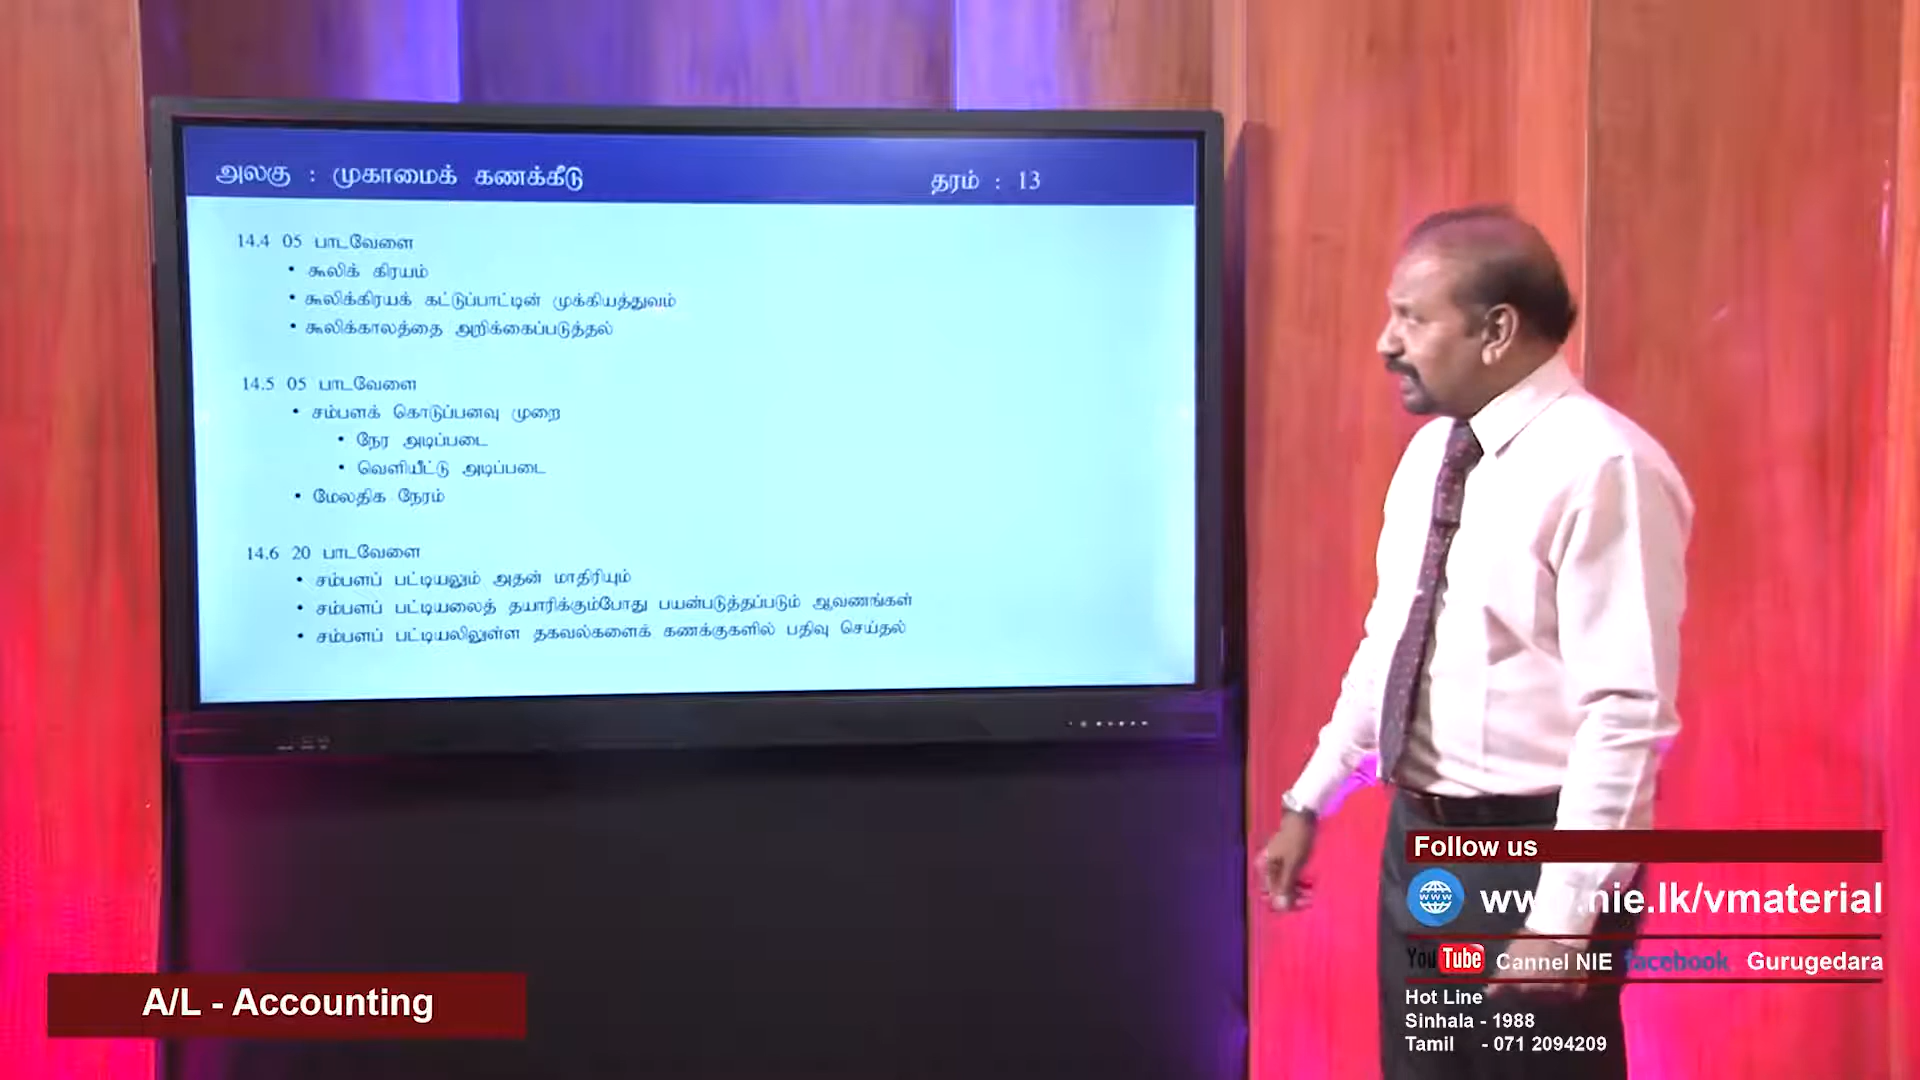 அலகு : முகாமைக் கணக்கீடு
தரம் : 13
14.4 05 பாடவேளை
• கூலிக் கிரயம்
• கூலிக்கிரயக் கட்டுப்பாட்டின் முக்கியத்துவம்
• கூலிக்காலத்தை அறிக்கைப்படுத்தல்
14.5 05 பாடவேளை
• சம்பளக் கொடுப்பனவு முறை
• நேர அடிப்படை
• வெளியீட்டு அடிப்படை
• மேலதிக நேரம்
14.6 20 பாடவேளை
• சம்பளப் பட்டியலும் அதன் மாதிரியும்
• சம்பளப் பட்டியலைத் தயாரிக்கும்போது பயன்படுத்தப்படும் ஆவணங்கள்
• சம்பளப் பட்டியலிலுள்ள தகவல்களைக் கணக்குகளில் பதிவு செய்தல்
A/L - Accounting
Follow us
www www.nie.lk/vmaterial
YouTube Cannel NIE facebook Gurugedara
Hot Line
Sinhala - 1988
Tamil - 071 2094209